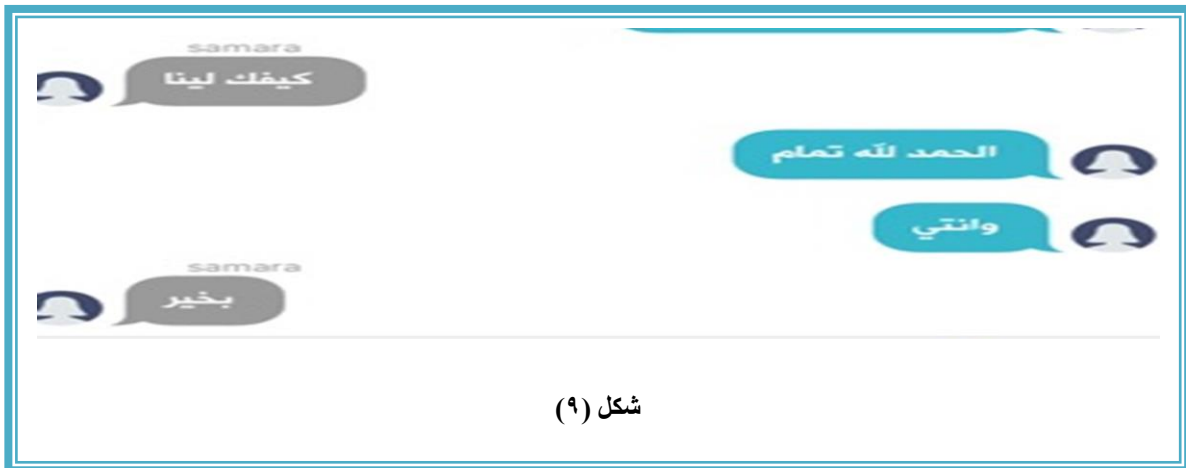 samara
كيفك لينا
الحمد لله تمام
وانتي
samara
بخير
شكل (٩)